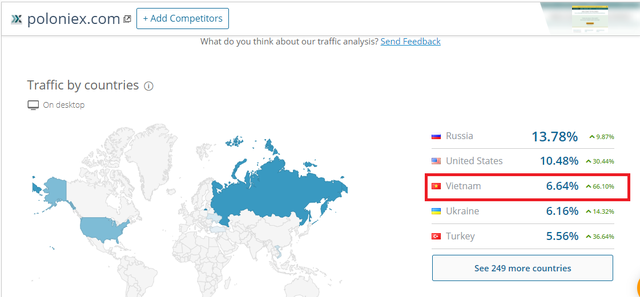 poloniex.com + Add Competitors
What do you think about our traffic analysis? Send Feedback
Traffic by countries
On desktop
Russia 13.78% 9.87%
United States 10.48% 30.44%
Vietnam 6.64% 66.10%
Ukraine 6.16% 14.32%
Turkey 5.56% 36.64%
See 249 more countries